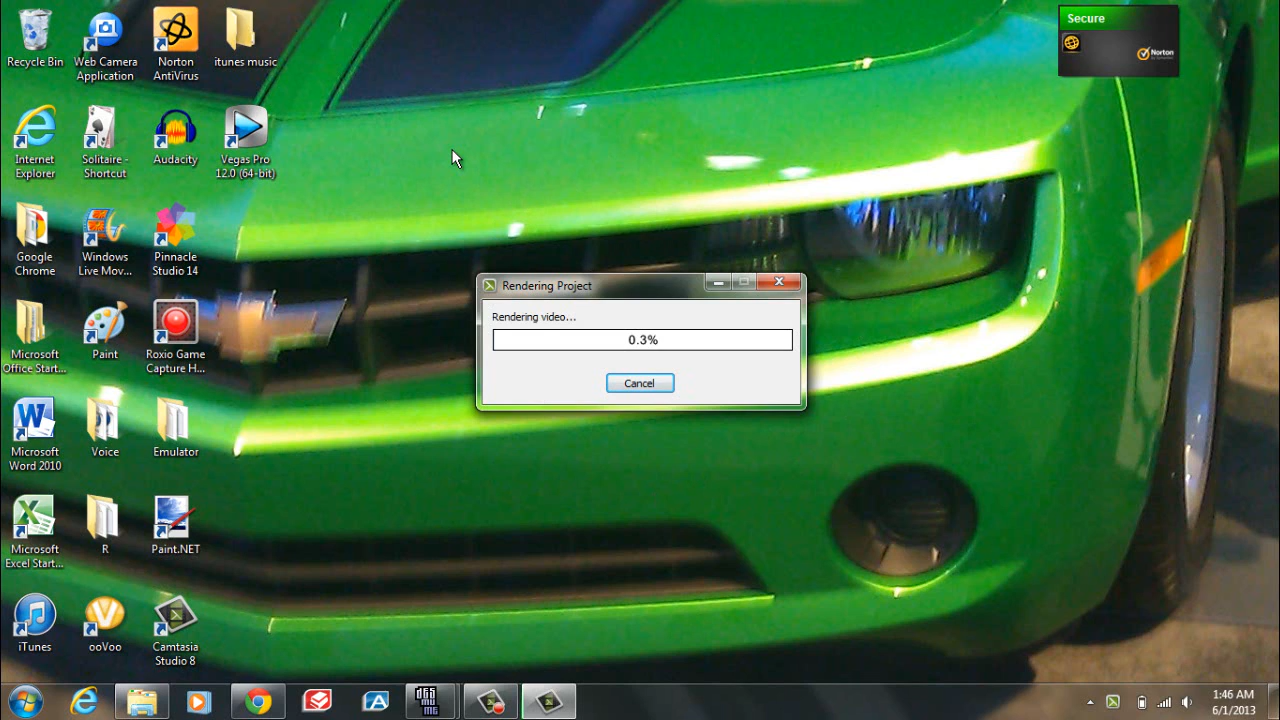 Recycle Bin
Web Camera
Application
Norton
AntiVirus
itunes music
Secure
Norton
Internet
Explorer
Solitaire -
Shortcut
Audacity
Vegas Pro
12.0 (64-bit)
Google
Chrome
Windows
Live Mov...
Pinnacle
Studio 14
Rendering Project
Rendering video...
0.3%
Cancel
Microsoft
Office Start...
Paint
Roxio Game
Capture H...
Microsoft
Word 2010
Voice
Emulator
Microsoft
Excel Start...
R
Paint.NET
iTunes
ooVoo
Camtasia
Studio 8
1:46 AM
6/1/2013